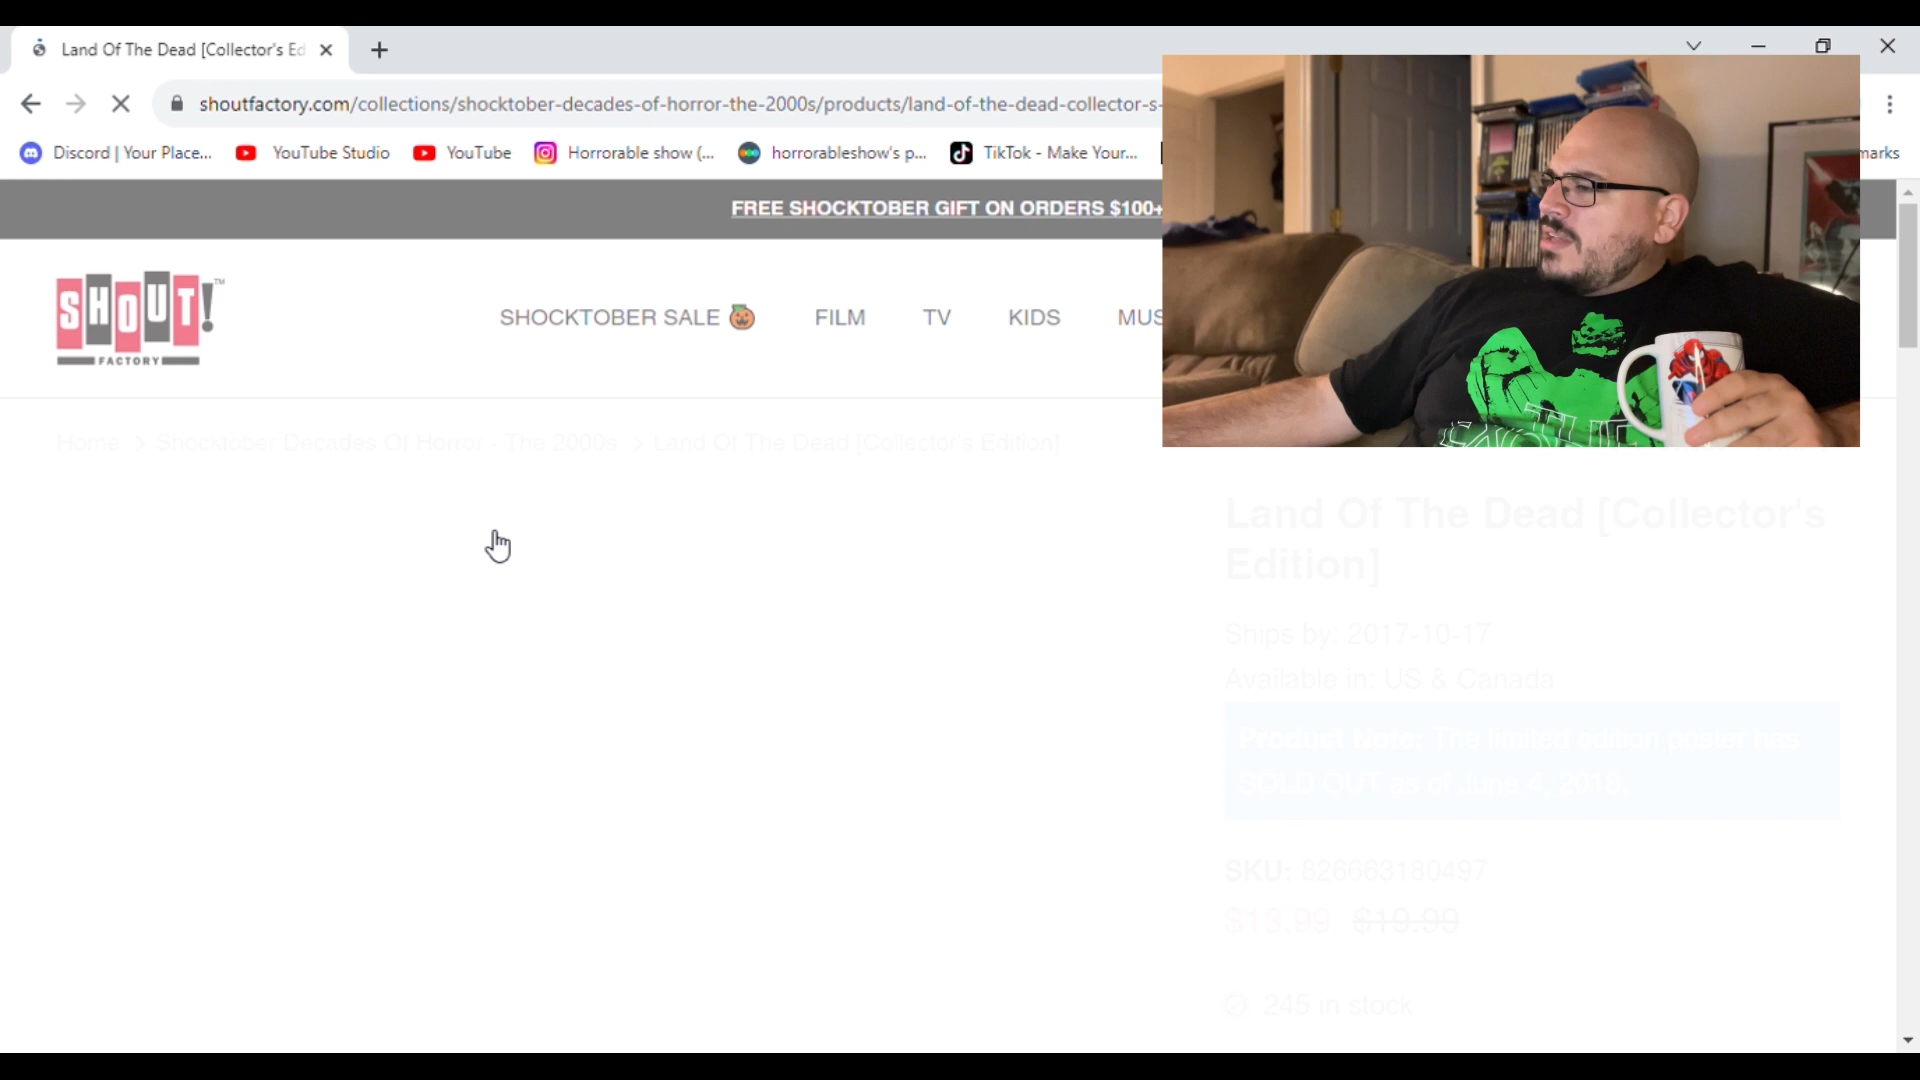 Land Of The Dead [Collector's Ed
shoutfactory.com/collections/shocktober-decades-of-horror-the-2000s/products/land-of-the-dead-collector-s-
Discord | Your Place... YouTube Studio YouTube Horrorable show (... horrorableshow's p... TikTok - Make Your... marks
FREE SHOCKTOBER GIFT ON ORDERS $100+
SHOUT!™
FACTORY
SHOCKTOBER SALE 🎃 FILM TV KIDS MUS
Home > Shocktober Decades Of Horror - The 2000s > Land Of The Dead [Collector's Edition]
THE
Land Of The Dead [Collector's
Edition]
Ships by: 2017-10-17
Available in: US & Canada
Product Note: The limited edition poster has
SOLD OUT as of June 4, 2018.
SKU: 826663180497
$13.99 $19.99
245 in stock